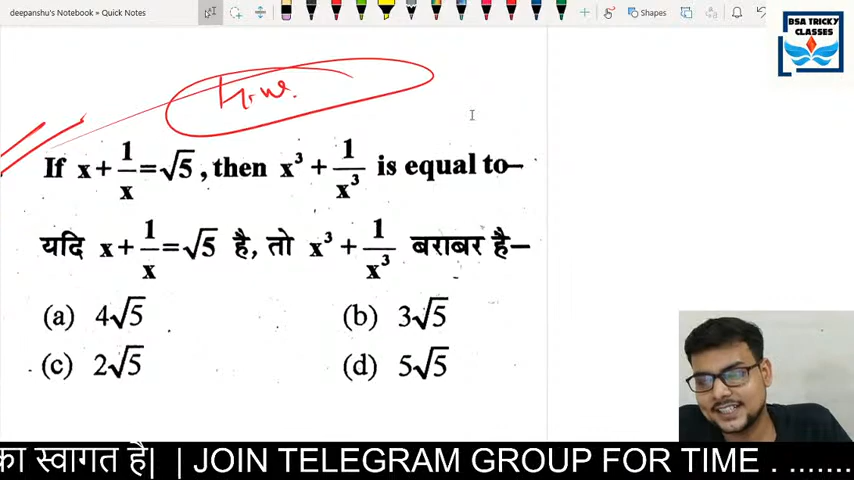 deepanshu's Notebook » Quick Notes
Shapes
BSA TRICKY
CLASSES
H.W.
If x + 1/x = √5, then x³ + 1/x³ is equal to–
यदि x + 1/x = √5 है, तो x³ + 1/x³ बराबर है–
(a) 4√5
(b) 3√5
(c) 2√5
(d) 5√5
का स्वागत है| | JOIN TELEGRAM GROUP FOR TIME . .......